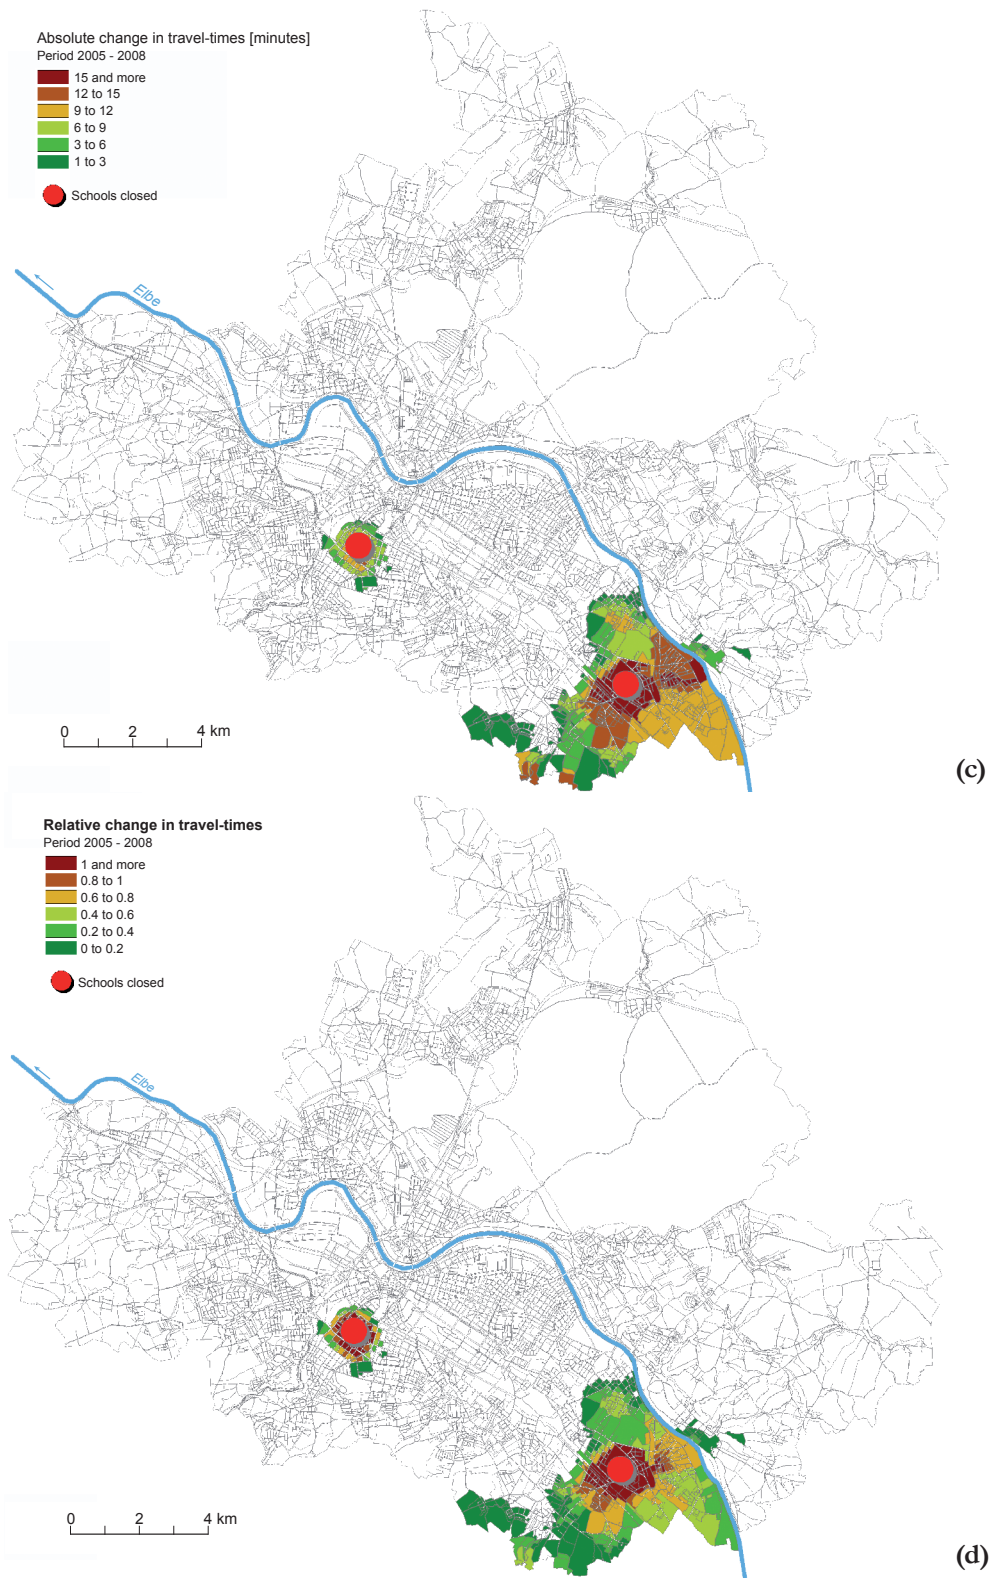 Absolute change in travel-times [minutes]
Period 2005 - 2008
15 and more
12 to 15
9 to 12
6 to 9
3 to 6
1 to 3
Schools closed
Elbe
0 2 4 km
(c)
Relative change in travel-times
Period 2005 - 2008
1 and more
0.8 to 1
0.6 to 0.8
0.4 to 0.6
0.2 to 0.4
0 to 0.2
Schools closed
Elbe
0 2 4 km
(d)